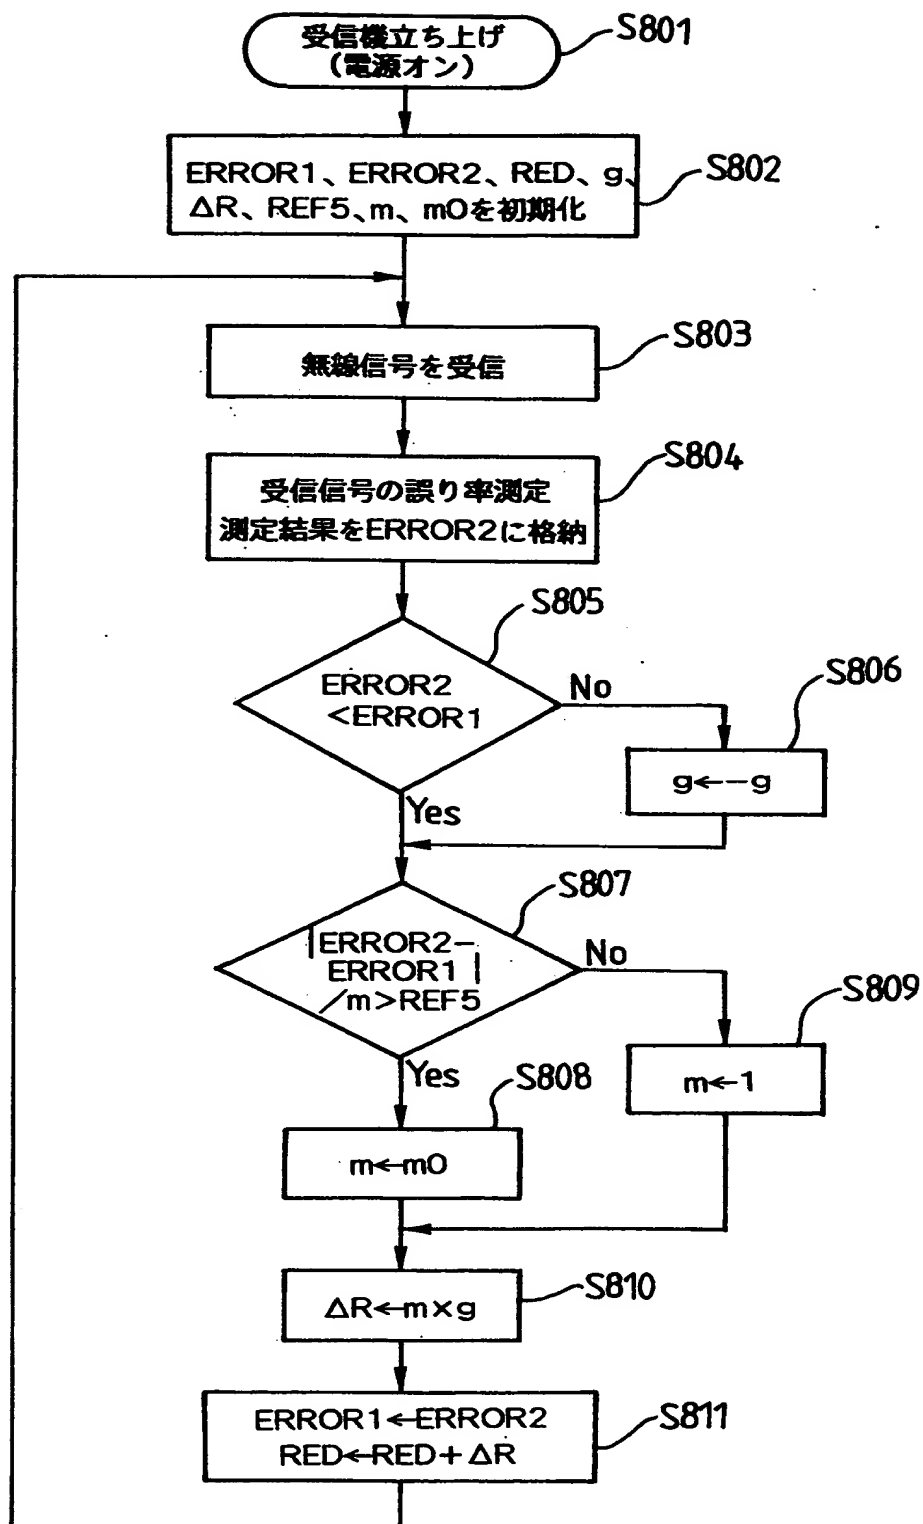 受信機立ち上げ
(電源オン)
S801
ERROR1、ERROR2、RED、g、
ΔR、REF5、m、m0を初期化
S802
無線信号を受信
S803
受信信号の誤り率測定
測定結果をERROR2に格納
S804
ERROR2
<ERROR1
S805
No
g←-g
S806
Yes
|ERROR2-
ERROR1|
/m>REF5
S807
No
m←1
S809
Yes
m←m0
S808
ΔR←m×g
S810
ERROR1←ERROR2
RED←RED+ΔR
S811